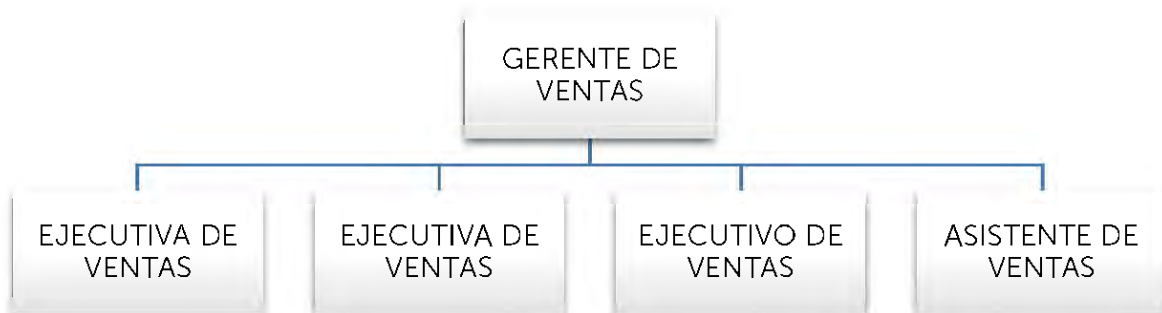 GERENTE DE
VENTAS
EJECUTIVA DE
VENTAS
EJECUTIVA DE
VENTAS
EJECUTIVO DE
VENTAS
ASISTENTE DE
VENTAS